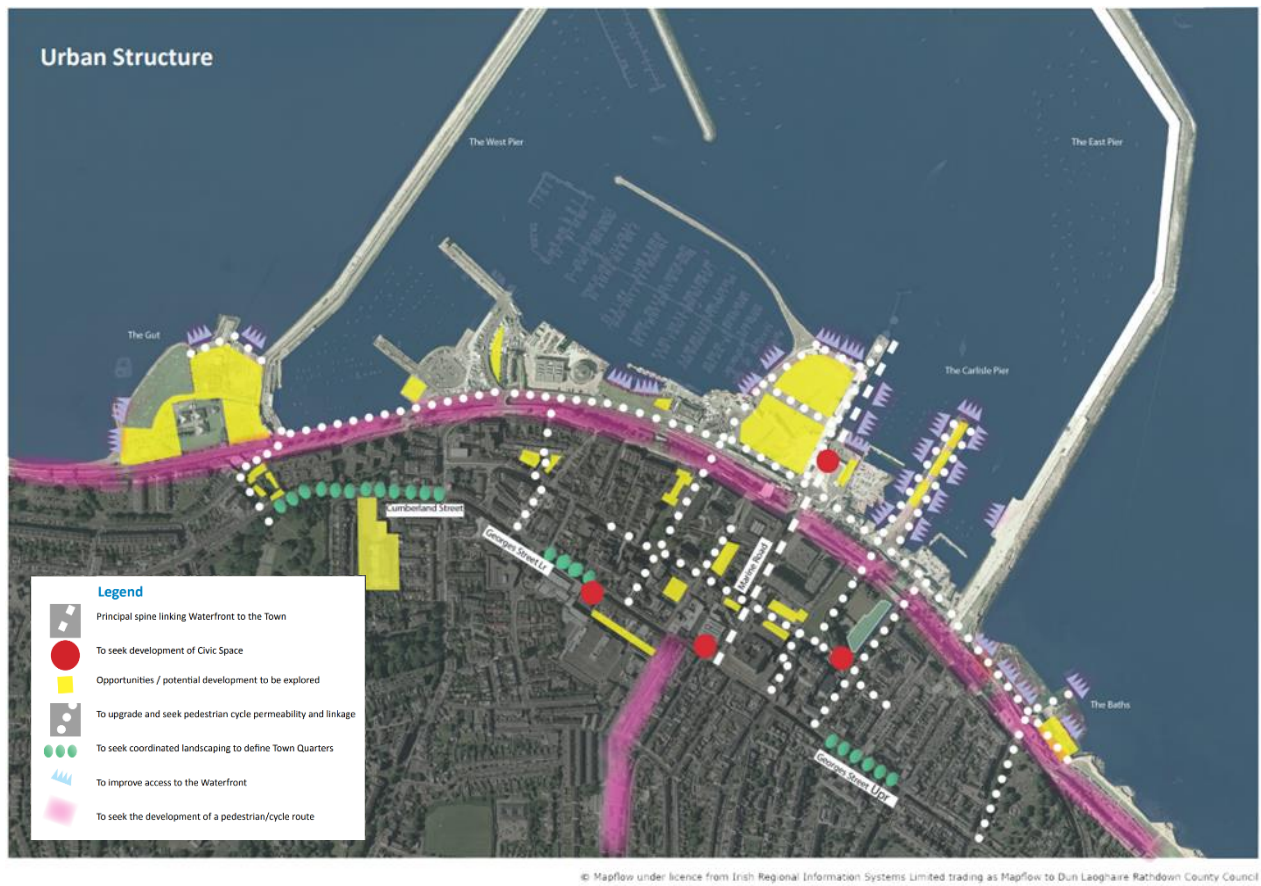 Urban Structure
The West Pier
The East Pier
The Gut
The Carlisle Pier
Cumberland Street
Georges Street Lr
Marine Road
The Baths
Georges Street Upr
Legend
Principal spine linking Waterfront to the Town
To seek development of Civic Space
Opportunities / potential development to be explored
To upgrade and seek pedestrian cycle permeability and linkage
To seek coordinated landscaping to define Town Quarters
To improve access to the Waterfront
To seek the development of a pedestrian/cycle route
© Mapflow under licence from Irish Regional Information Systems Limited trading as Mapflow to Dun Laoghaire Rathdown County Council